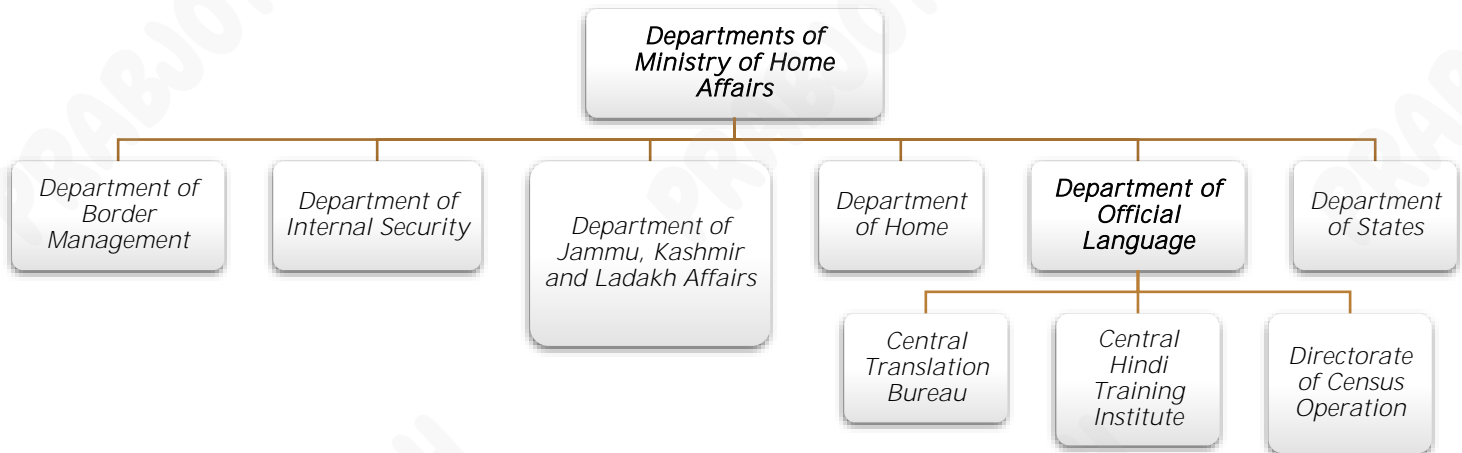 Departments of
Ministry of Home
Affairs
Department of
Border
Management
Department of
Internal Security
Department of
Jammu, Kashmir
and Ladakh Affairs
Department
of Home
Department of
Official
Language
Department
of States
Central
Translation
Bureau
Central
Hindi
Training
Institute
Directorate
of Census
Operation